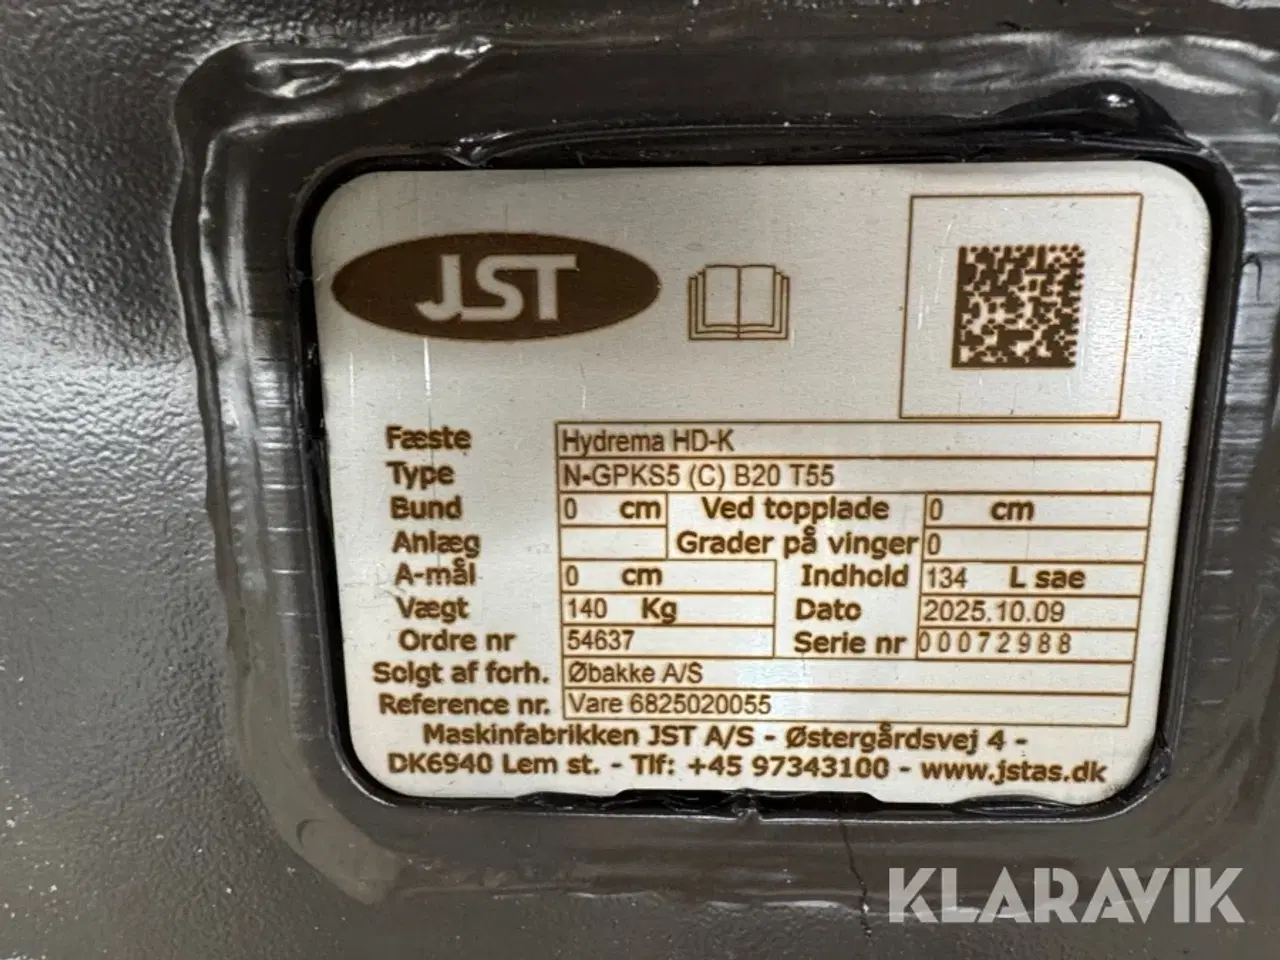 JST
Fæste Hydrema HD-K
Type N-GPKS5 (C) B20 T55
Bund 0 cm Ved topplade 0 cm
Anlæg Grader på vinger 0
A-mål 0 cm Indhold 134 L sae
Vægt 140 Kg Dato 2025.10.09
Ordre nr 54637 Serie nr 00072988
Solgt af forh. Øbakke A/S
Reference nr. Vare 6825020055
Maskinfabrikken JST A/S - Østergårdsvej 4 -
DK6940 Lem st. - Tlf: +45 97343100 - www.jstas.dk
KLARAVIK